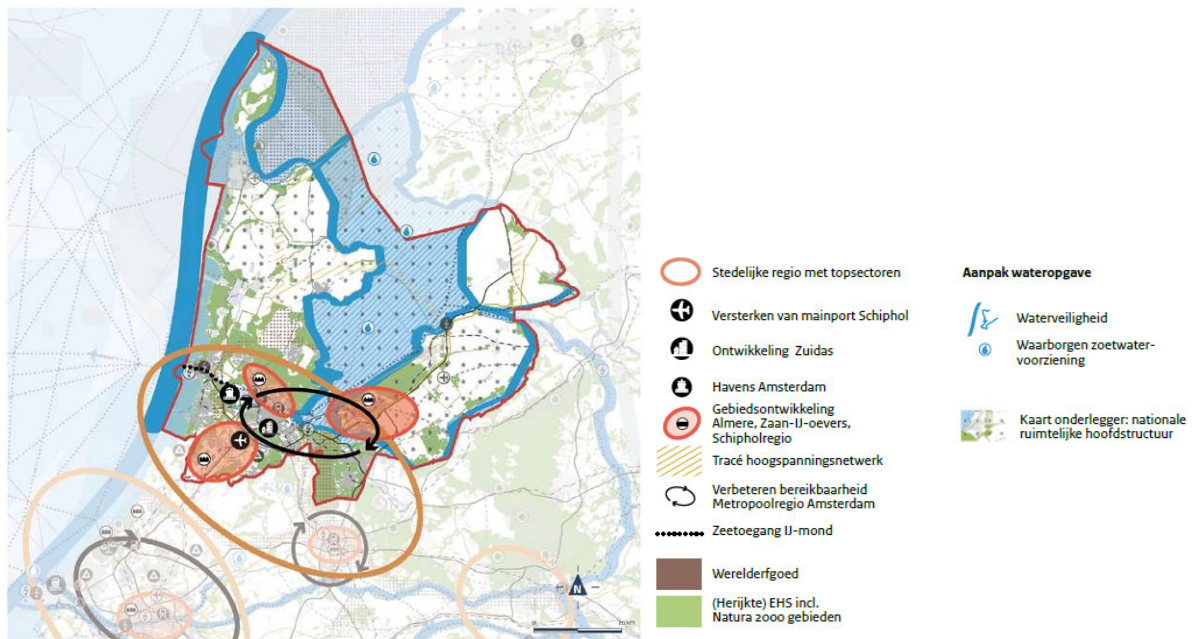 Stedelijke regio met topsectoren
Versterken van mainport Schiphol
Ontwikkeling Zuidas
Havens Amsterdam
Gebiedsontwikkeling
Almere, Zaan-IJ-oevers,
Schipholregio
Tracé hoogspanningsnetwerk
Verbeteren bereikbaarheid
Metropoolregio Amsterdam
Zeetoegang IJ-mond
Werelderfgoed
(Herijkte) EHS incl.
Natura 2000 gebieden
Aanpak wateropgave
Waterveiligheid
Waarborgen zoetwater-
voorziening
Kaart onderlegger: nationale
ruimtelijke hoofdstructuur
N